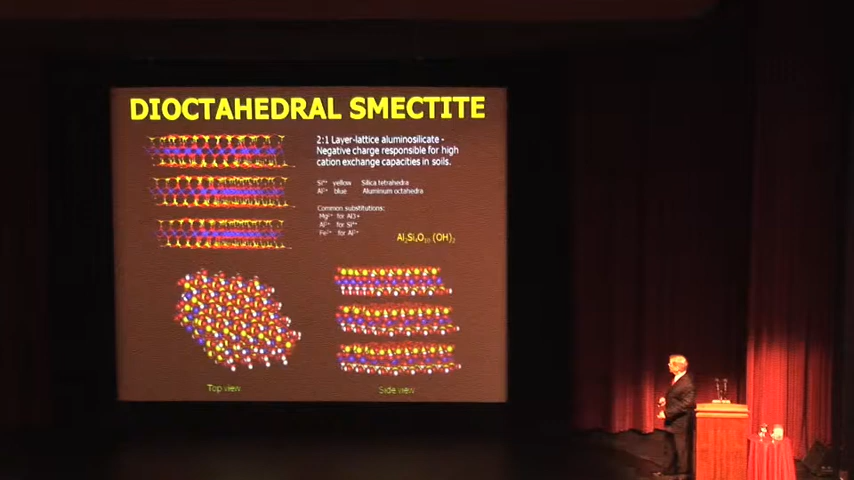 DIOCTAHEDRAL SMECTITE
2:1 Layer-lattice aluminosilicate -
Negative charge responsible for high
cation exchange capacities in soils.
Si⁴⁺ yellow Silica tetrahedra
Al³⁺ blue Aluminum octahedra
Common substitutions:
Mg²⁺ for Al3+
Al³⁺ for Si⁴⁺
for Al³⁺
Al₂Si₄O₁₀ (OH)₂
Top view
Side view